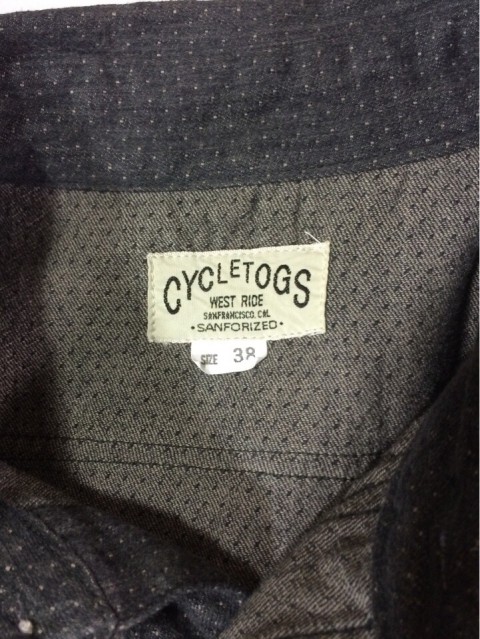 CYCLETOGS
WEST RIDE
SANFRANCISCO. CAL
• SANFORIZED •
SIZE 38